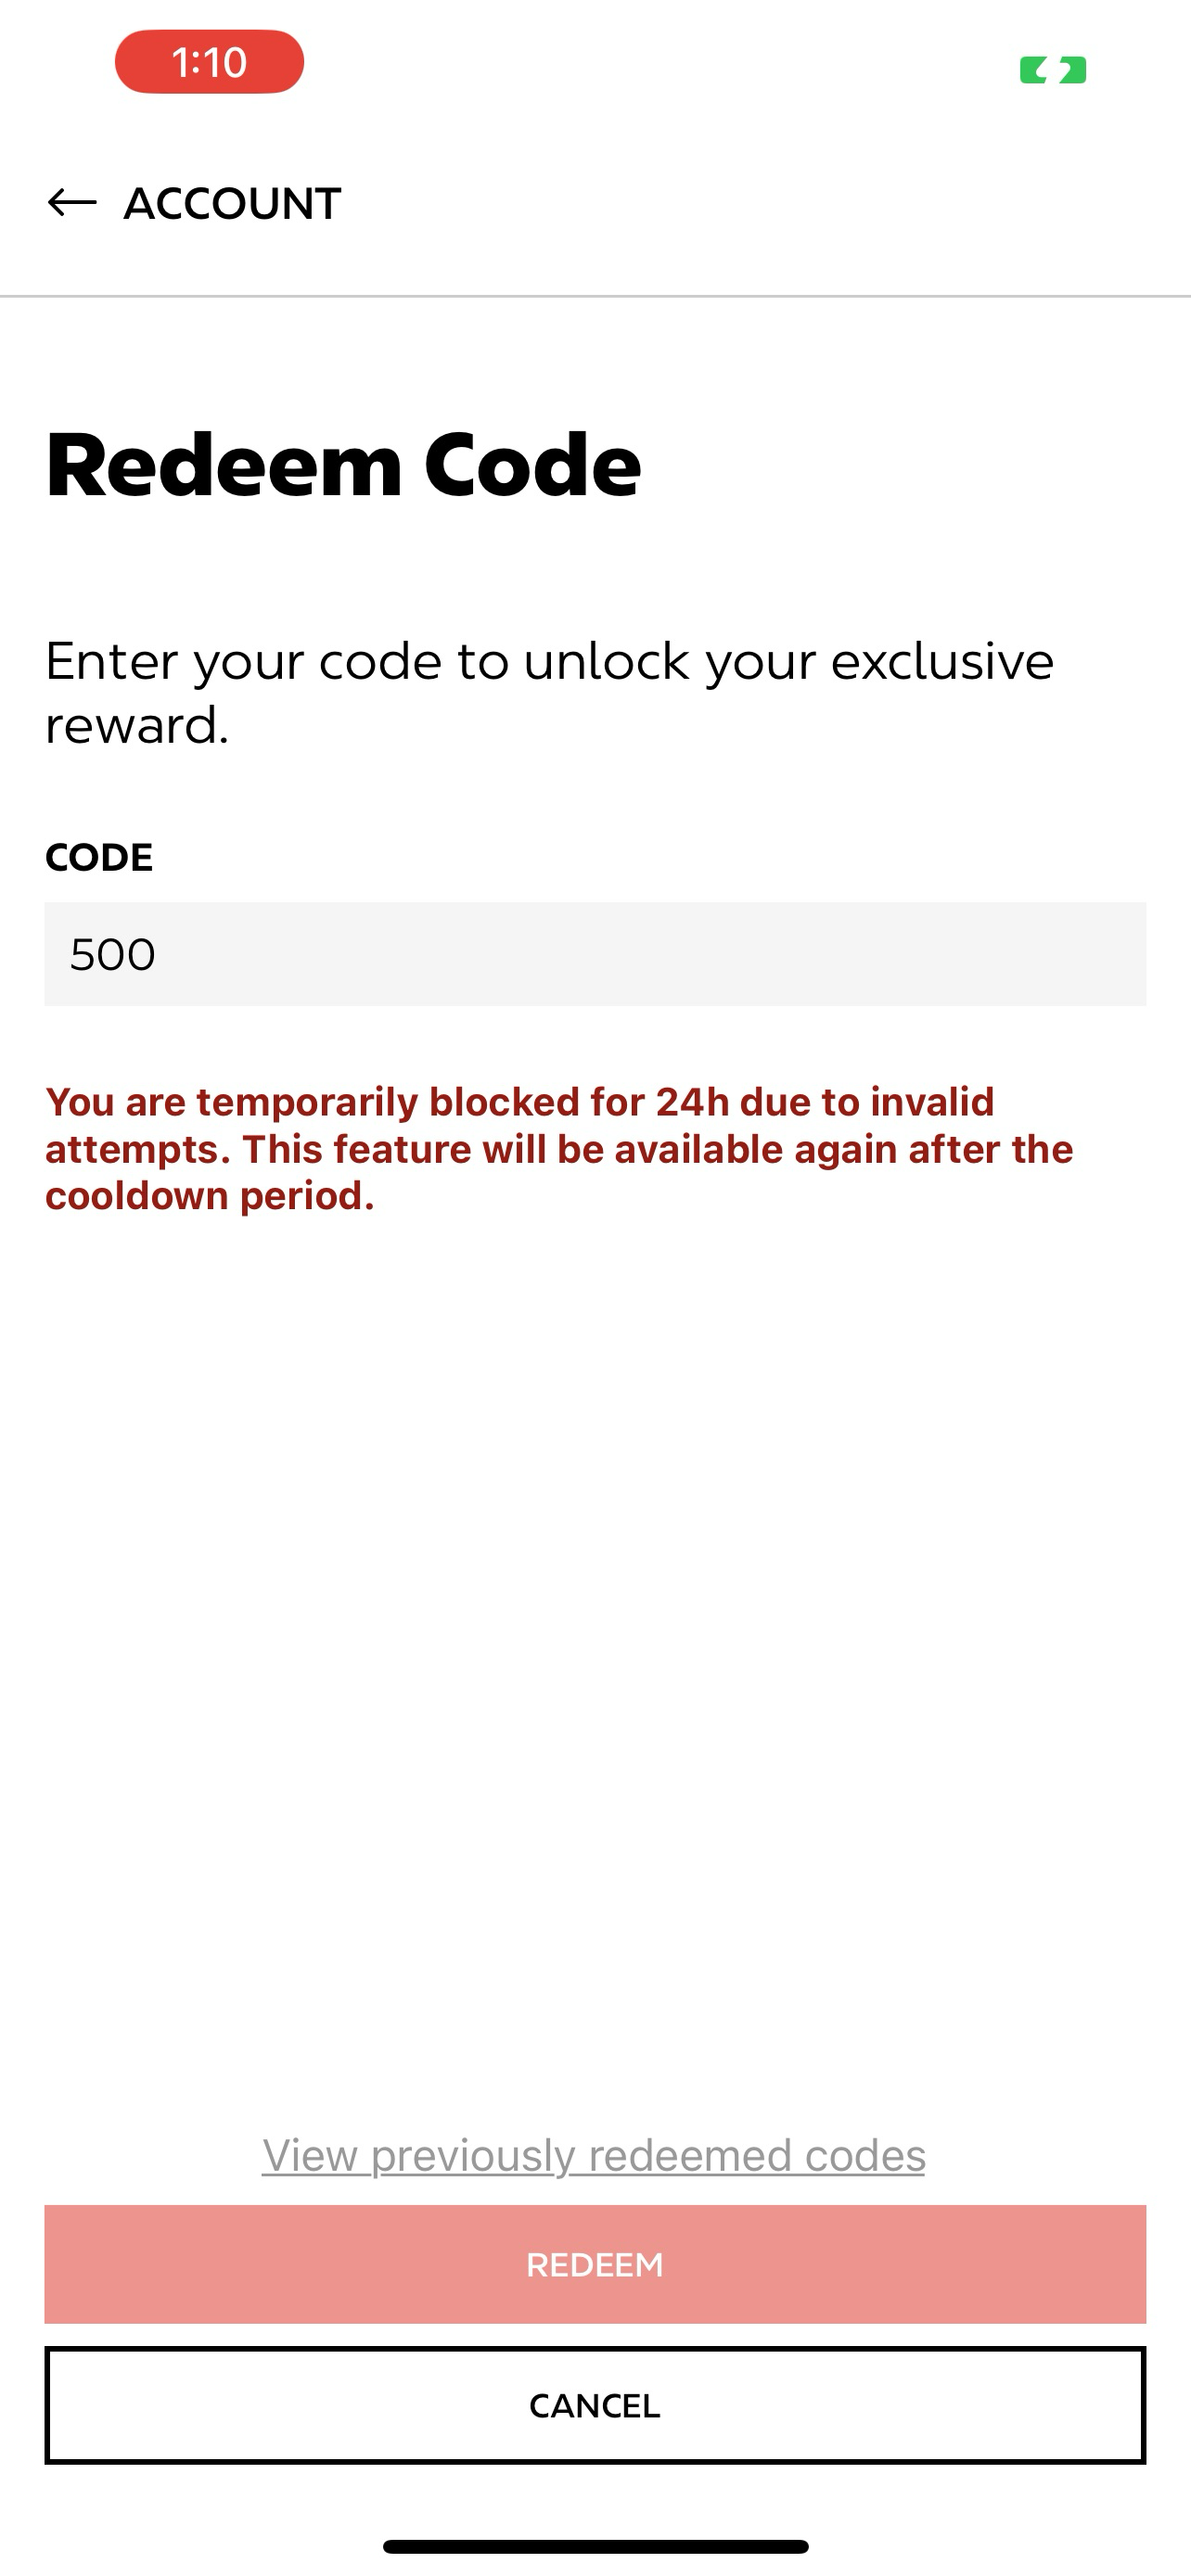 1:10
ACCOUNT
Redeem Code
Enter your code to unlock your exclusive
reward.
CODE
500
You are temporarily blocked for 24h due to invalid
attempts. This feature will be available again after the
cooldown period.
View previously redeemed codes
REDEEM
CANCEL